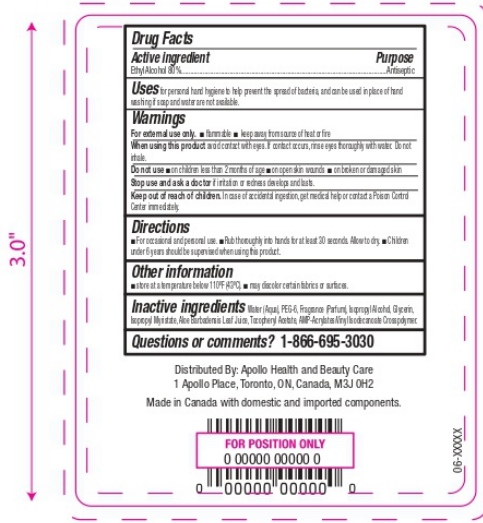 Drug Facts
Active ingredient Purpose
Ethyl Alcohol 80%.....Antiseptic
Uses for personal hand hygiene to help prevent the spread of bacteria, and can be used in place of hand
washing if soap and water are not available.
Warnings
For external use only. ■ flammable ■ keep away from source of heat or fire
When using this product avoid contact with eyes. If contact occurs, rinse eyes thoroughly with water. Do not
inhale.
Do not use ■ on children less than 2 months of age ■ on open skin wounds ■ on broken or damaged skin
Stop use and ask a doctor if irritation or redness develops and lasts.
Keep out of reach of children. In case of accidental ingestion, get medical help or contact a Poison Control
Center immediately.
Directions
■ For occasional and personal use. ■ Rub thoroughly into hands for at least 30 seconds. Allow to dry. ■ Children
under 6 years should be supervised when using this product.
Other information
■ store at a temperature below 110°F (43°C). ■ may discolor certain fabrics or surfaces.
Inactive ingredients Water (Aqua), PEG-6, Fragrance (Parfum), Isopropyl Alcohol, Glycerin,
Isopropyl Myristate, Aloe Barbadensis Leaf Juice, Tocopheryl Acetate, AMP-Acrylates/Vinyl Isodecanoate Crosspolymer.
Questions or comments? 1-866-695-3030
Distributed By: Apollo Health and Beauty Care
1 Apollo Place, Toronto, ON, Canada, M3J 0H2
Made in Canada with domestic and imported components.
FOR POSITION ONLY
0 00000 00000 0
0 00000 00000 0
3.0"
06-XXXXX